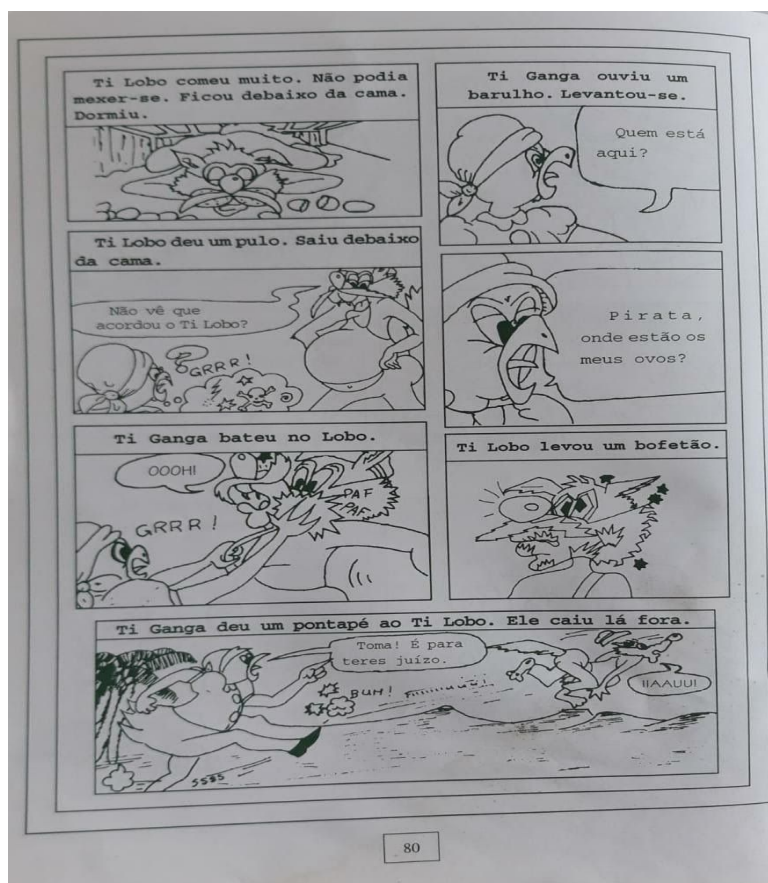 Ti Lobo comeu muito. Não podia
mexer-se. Ficou debaixo da cama.
Dormiu.
Ti Ganga ouviu um
barulho. Levantou-se.
Quem está
aqui?
Ti Lobo deu um pulo. Saiu debaixo
da cama.
Não vê que
acordou o Ti Lobo?
GRRR!
Pirata,
onde estão os
meus ovos?
Ti Ganga bateu no Lobo.
OOOH!
GRRR!
PAF
PAF
Ti Lobo levou um bofetão.
Ti Ganga deu um pontapé ao Ti Lobo. Ele caiu lá fora.
Toma! É para
teres juízo.
BUH!
IIAAUU!
ssss
80